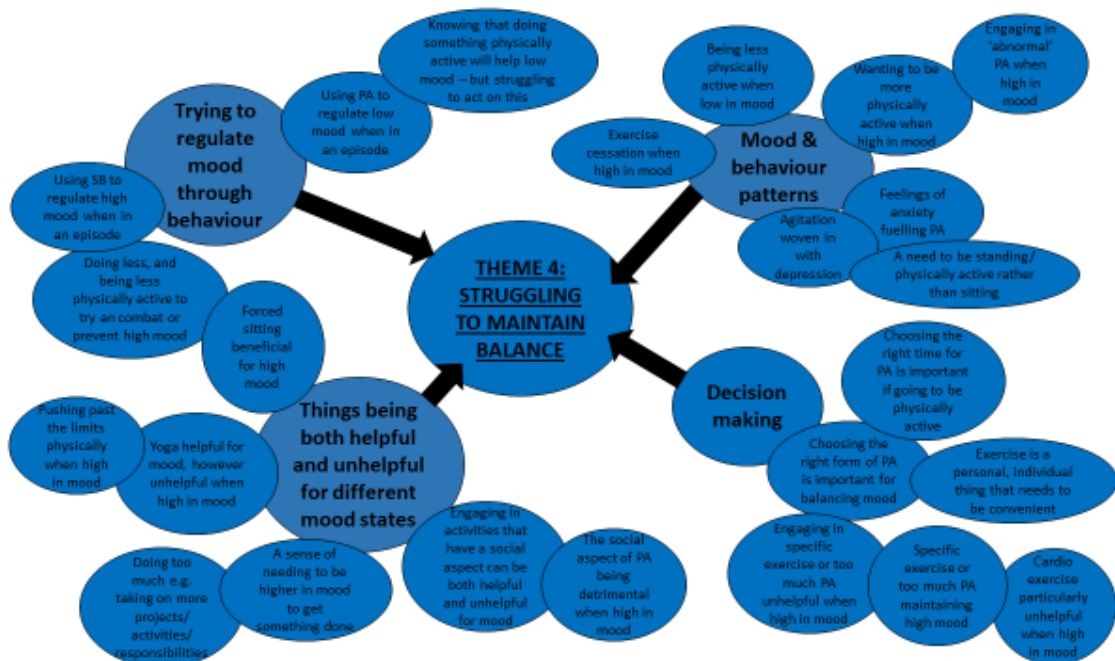 Trying to
regulate
mood
through
behaviour
Using PA to
regulate low
mood when in
an episode
Knowing that doing
something physically
active will help low
mood – but struggling
to act on this
Using SB to
regulate high
mood when in
an episode
Doing less, and
being less
physically active to
try an combat or
prevent high mood
Mood &
behaviour
patterns
Being less
physically
active when
low in mood
Exercise
cessation when
high in mood
Wanting to be
more
physically
active when
high in mood
Engaging in
'abnormal'
PA when
high in
mood
Feelings of
anxiety
fuelling PA
Agitation
woven in
with
depression
A need to be standing/
physically active rather
than sitting
THEME 4:
STRUGGLING
TO MAINTAIN
BALANCE
Things being
both helpful
and unhelpful
for different
mood states
Forced
sitting
beneficial
for high
mood
Pushing past
the limits
physically
when high
in mood
Yoga helpful for
mood, however
unhelpful when
high in mood
Doing too
much e.g.
taking on more
projects/
activities/
responsibilities
A sense of
needing to be
higher in mood
to get
something done
Engaging in
activities that
have a social
aspect can be
both helpful
and unhelpful
for mood
The social
aspect of PA
being
detrimental
when high in
mood
Decision
making
Choosing the
right time for
PA is important
if going to be
physically
active
Choosing the
right form of PA
is important for
balancing mood
Exercise is a
personal, individual
thing that needs to
be convenient
Engaging in
specific
exercise or too
much PA
unhelpful when
high in mood
Specific
exercise or
too much PA
maintaining
high mood
Cardio
exercise
particularly
unhelpful
when high
in mood